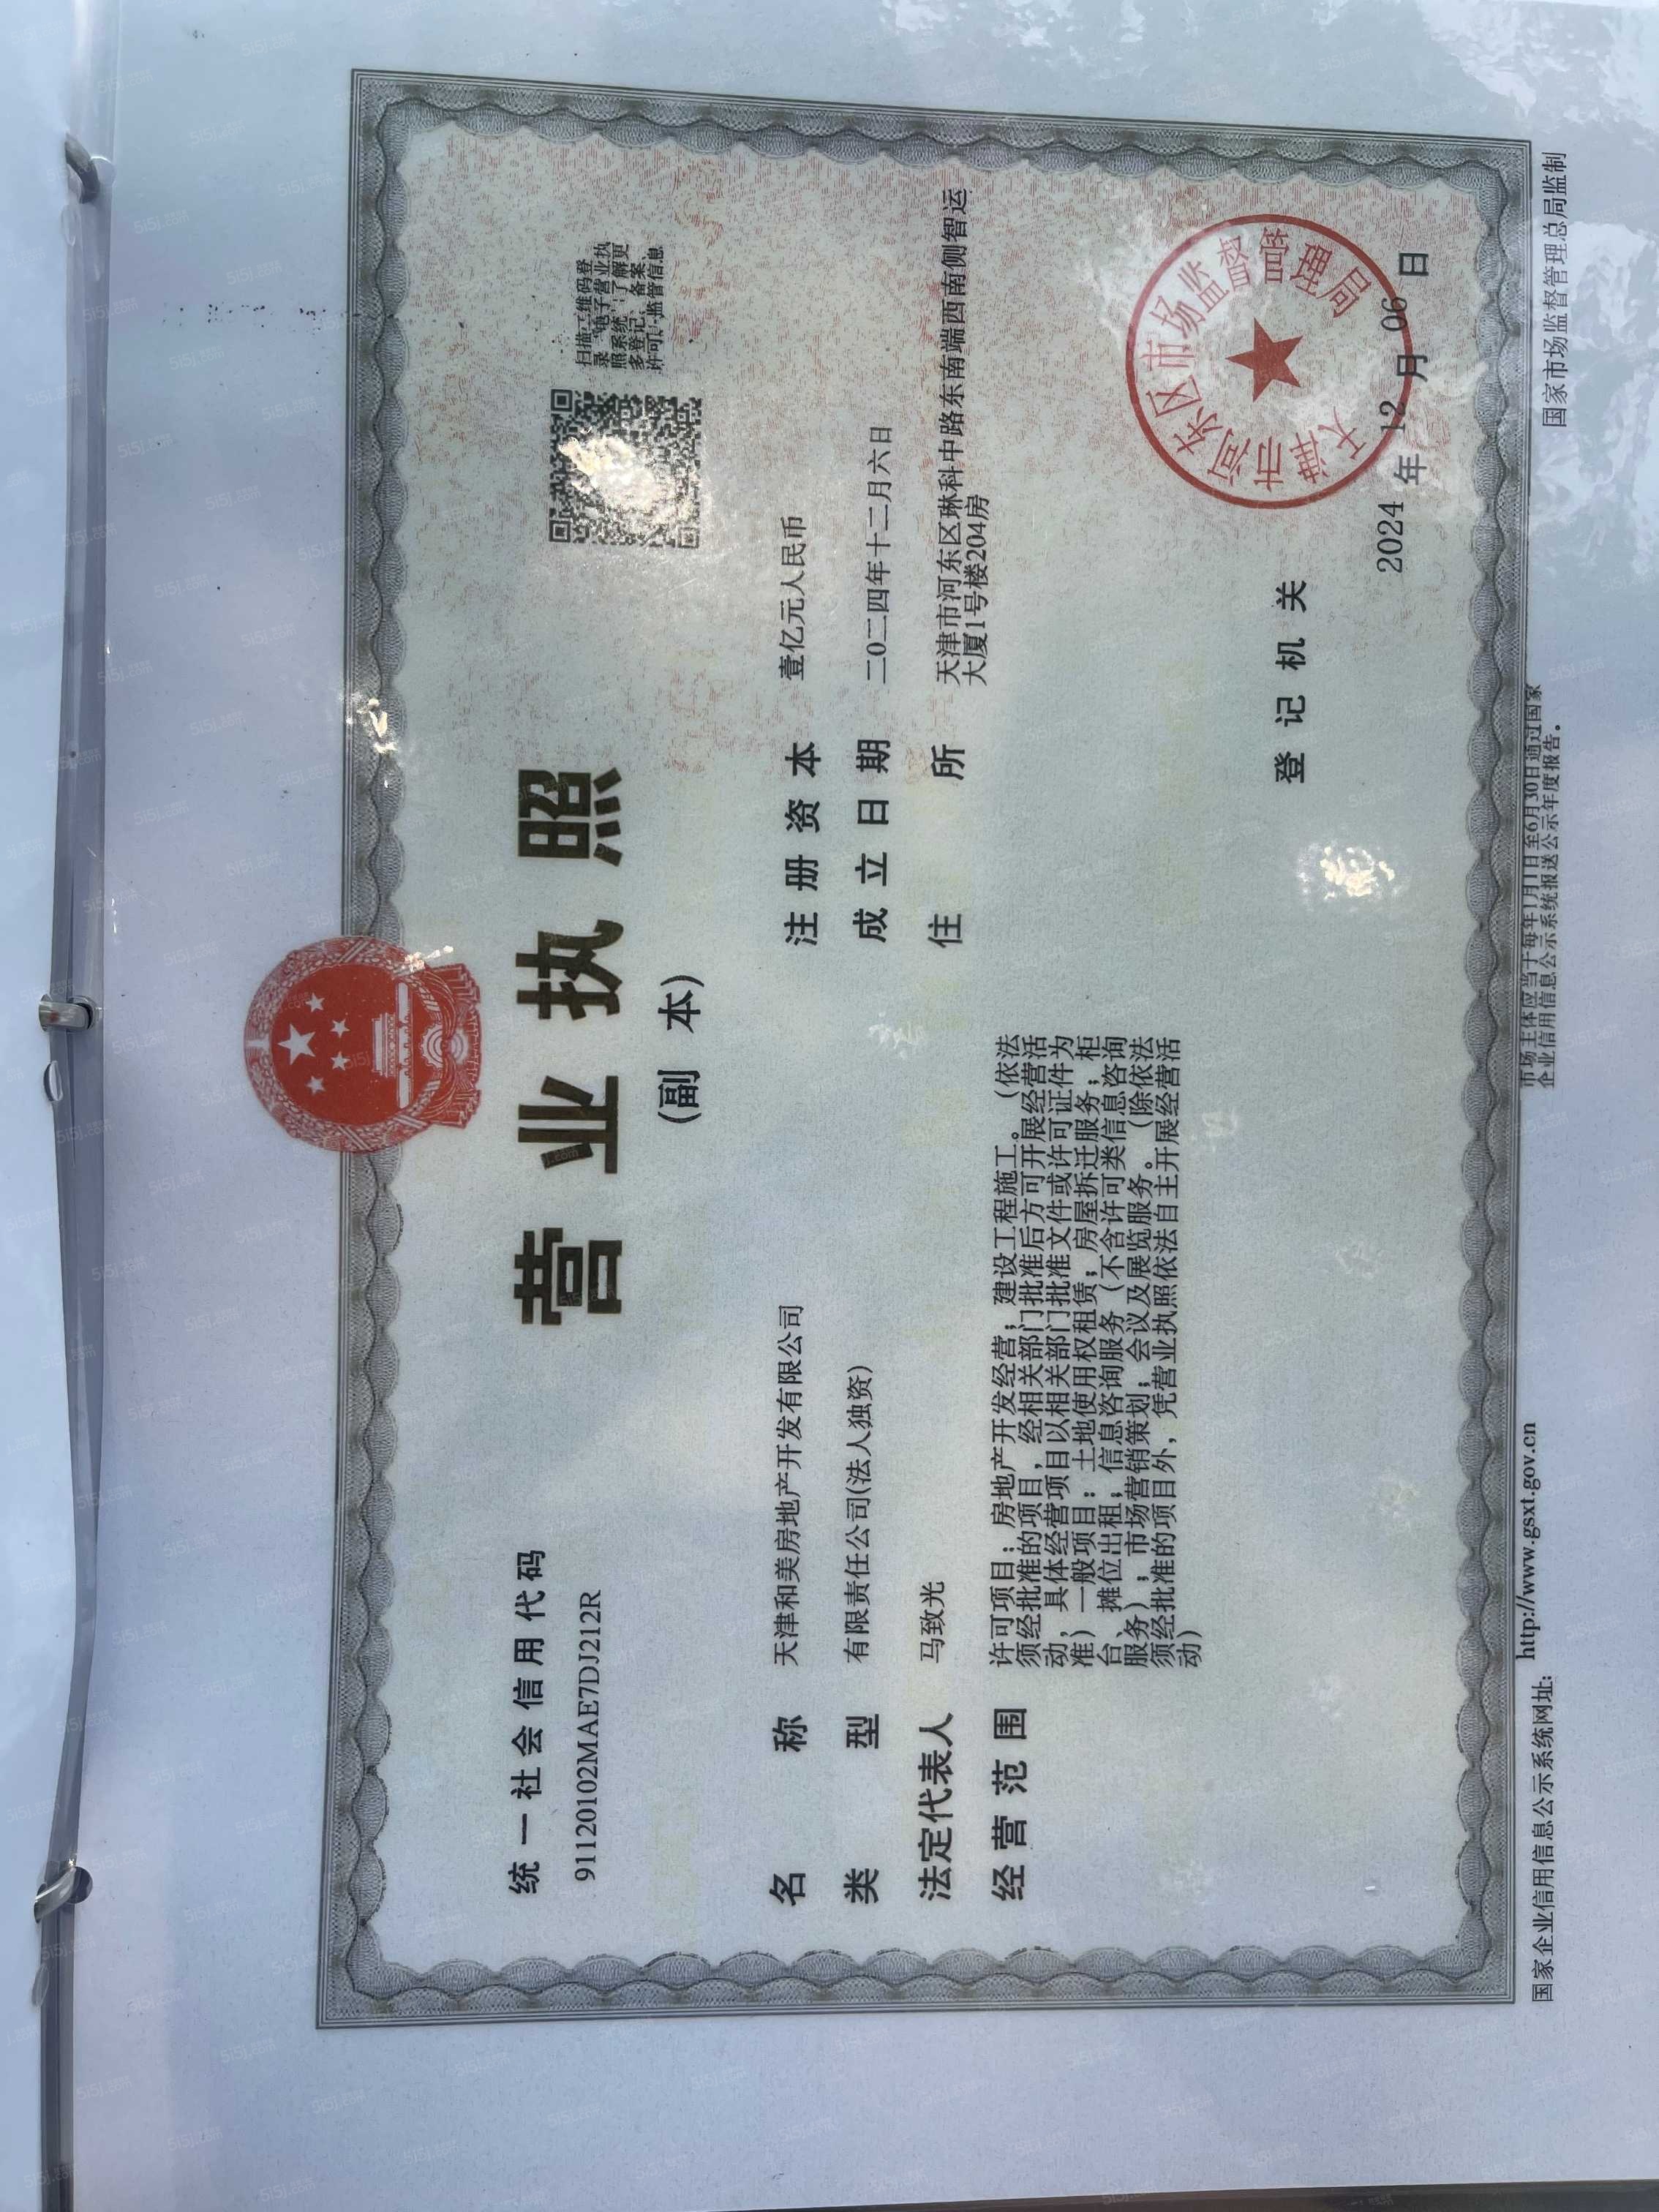 营业执照
(副 本)
统一社会信用代码
91120102MAE7DJ212R
扫描二维码登
录“电子营业执
照系统”了解更
多登记、备案、
许可、监管信息
名 称 天津和美房地产开发有限公司
类 型 有限责任公司(法人独资)
法定代表人 马致光
经营范围 许可项目：房地产开发经营；建设工程施工。（依法
须经批准的项目，经相关部门批准后方可开展经营活
动，具体经营项目以相关部门批准文件或许可证件为
准）一般项目：土地使用权租赁；房屋拆迁服务；柜
台、摊位出租；信息咨询服务（不含许可类信息咨询
服务）；市场营销策划；会议及展览服务。（除依法
须经批准的项目外，凭营业执照依法自主开展经营活
动）
注册资本 壹亿元人民币
成立日期 二〇二四年十二月六日
住 所 天津市河东区琳科中路东南端西南侧智运
大厦1号楼204房
登记机关
天津市河东区市场监督管理局
2024 年 12 月 06 日
国家企业信用信息公示系统网址: http://www.gsxt.gov.cn
市场主体应当于每年1月1日至6月30日通过国家
企业信用信息公示系统报送公示年度报告。
国家市场监督管理总局监制
5i5j.com